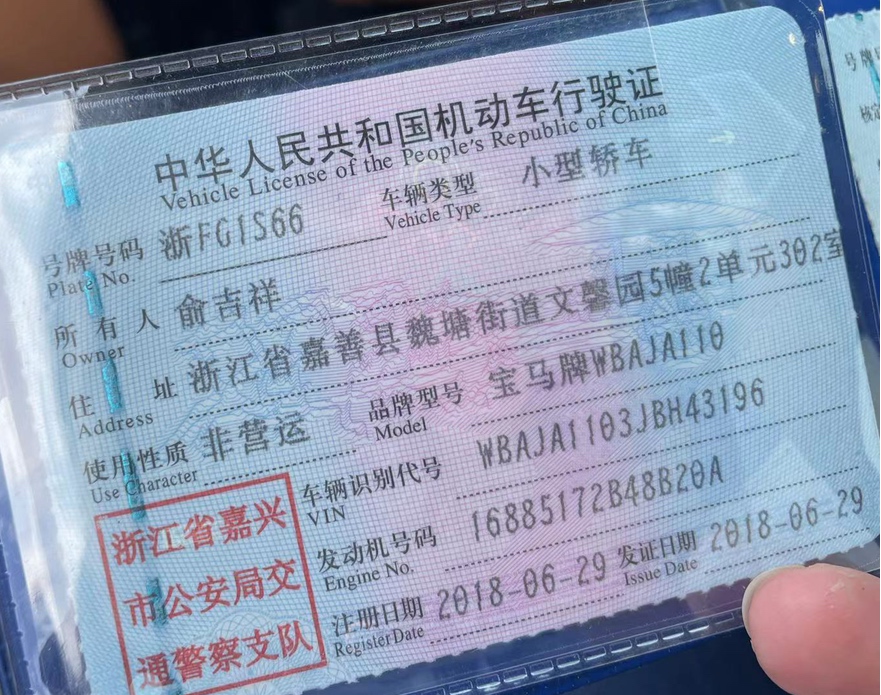 中华人民共和国机动车行驶证
Vehicle License of the People's Republic of China
号牌号码 浙FG1S66 车辆类型 小型轿车
Plate No. Vehicle Type
所有人 俞吉祥
Owner
住址 浙江省嘉善县魏塘街道文馨园5幢2单元302室
Address
使用性质 非营运 品牌型号 宝马牌WBAJA110
Use Character Model
车辆识别代号 WBAJA1103JBH43196
VIN
发动机号码 16885172B48B20A
Engine No.
注册日期 2018-06-29 发证日期 2018-06-29
Register Date Issue Date
浙江省嘉兴
市公安局交
通警察支队
号牌号
核定